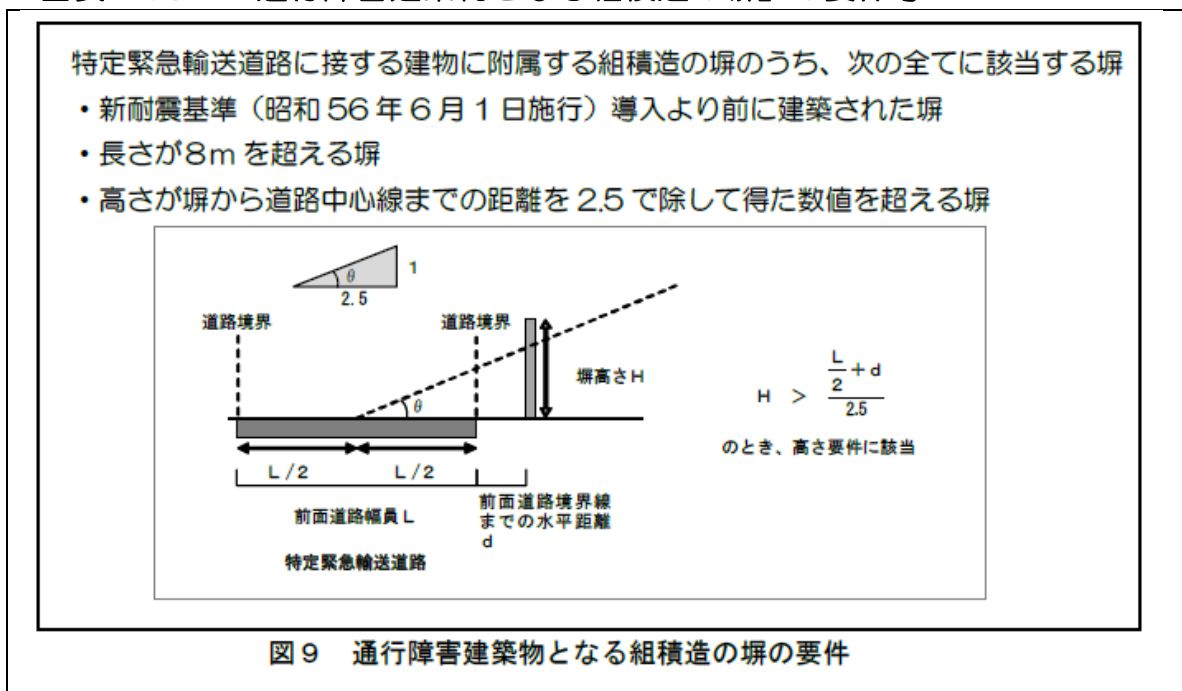 特定緊急輸送道路に接する建物に附属する組積造の塀のうち、次の全てに該当する塀
・新耐震基準（昭和56年6月1日施行）導入より前に建築された塀
・長さが8mを超える塀
・高さが塀から道路中心線までの距離を2.5で除して得た数値を超える塀
θ
1
2.5
道路境界
道路境界
塀高さH
θ
H > (L/2+d)/2.5
のとき、高さ要件に該当
L/2
L/2
前面道路幅員L
前面道路境界線
までの水平距離
d
特定緊急輸送道路
図9 通行障害建築物となる組積造の塀の要件